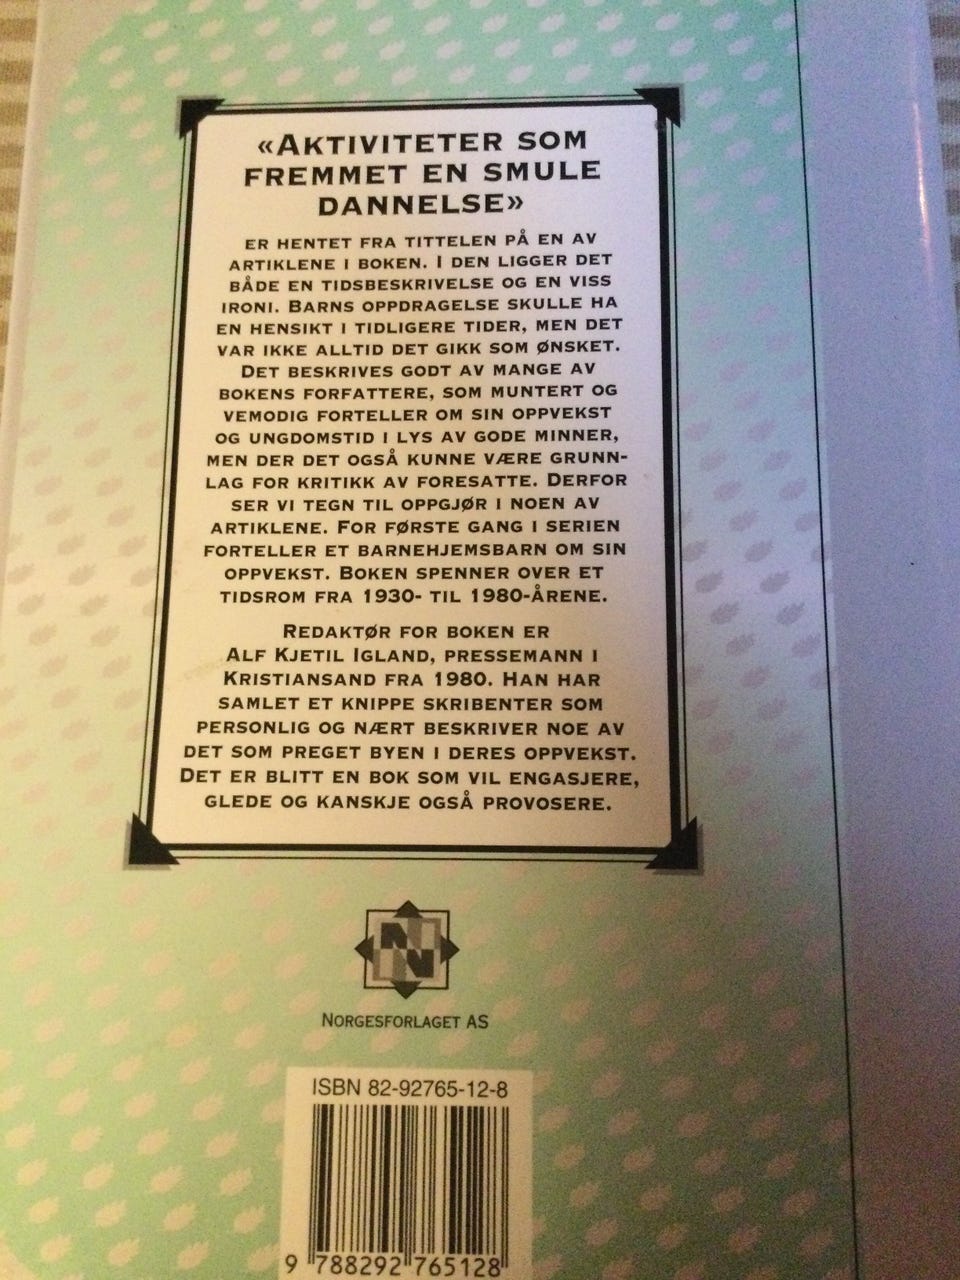 «AKTIVITETER SOM
FREMMET EN SMULE
DANNELSE»
ER HENTET FRA TITTELEN PÅ EN AV
ARTIKLENE I BOKEN. I DEN LIGGER DET
BÅDE EN TIDSBESKRIVELSE OG EN VISS
IRONI. BARNS OPPDRAGELSE SKULLE HA
EN HENSIKT I TIDLIGERE TIDER, MEN DET
VAR IKKE ALLTID DET GIKK SOM ØNSKET.
DET BESKRIVES GODT AV MANGE AV
BOKENS FORFATTERE, SOM MUNTERT OG
VEMODIG FORTELLER OM SIN OPPVEKST
OG UNGDOMSTID I LYS AV GODE MINNER,
MEN DER DET OGSÅ KUNNE VÆRE GRUNN-
LAG FOR KRITIKK AV FORESATTE. DERFOR
SER VI TEGN TIL OPPGJØR I NOEN AV
ARTIKLENE. FOR FØRSTE GANG I SERIEN
FORTELLER ET BARNEHJEMSBARN OM SIN
OPPVEKST. BOKEN SPENNER OVER ET
TIDSROM FRA 1930- TIL 1980-ÅRENE.
REDAKTØR FOR BOKEN ER
ALF KJETIL IGLAND, PRESSEMANN I
KRISTIANSAND FRA 1980. HAN HAR
SAMLET ET KNIPPE SKRIBENTER SOM
PERSONLIG OG NÆRT BESKRIVER NOE AV
DET SOM PREGET BYEN I DERES OPPVEKST.
DET ER BLITT EN BOK SOM VIL ENGASJERE,
GLEDE OG KANSKJE OGSÅ PROVOSERE.
NORGESFORLAGET AS
ISBN 82-92765-12-8
9 788292 765128